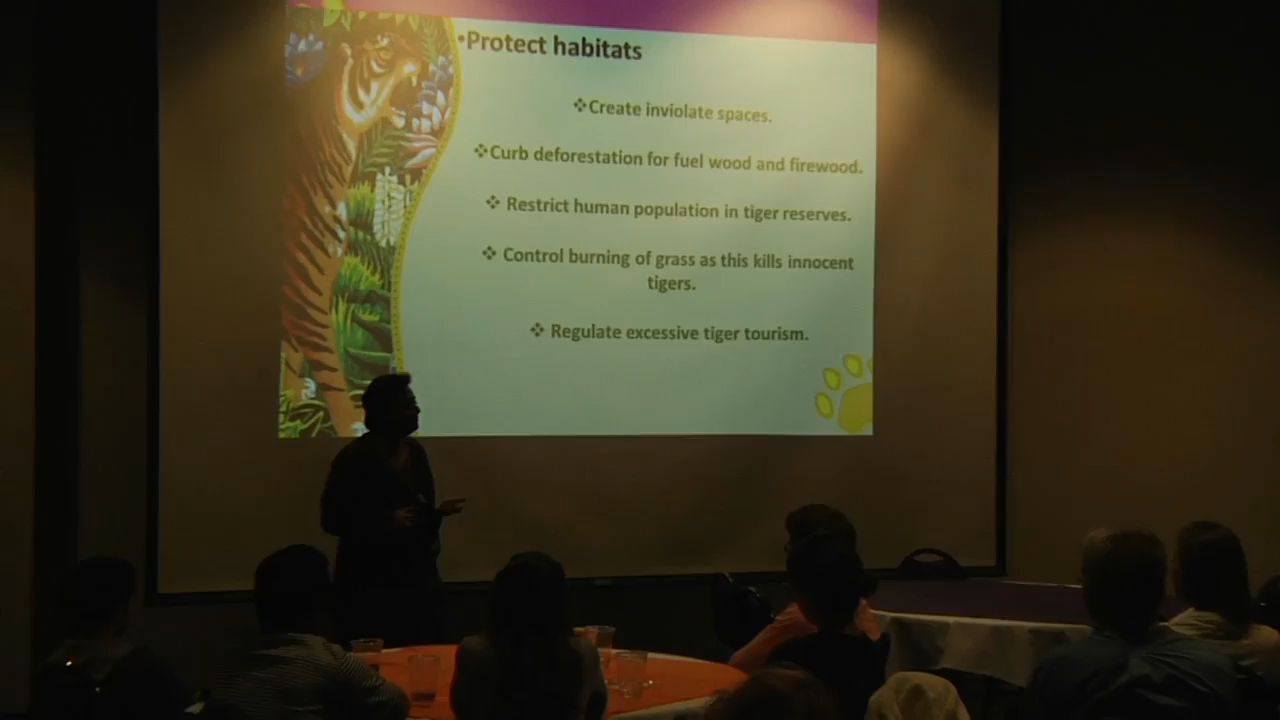 •Protect habitats
❖Create inviolate spaces.
❖Curb deforestation for fuel wood and firewood.
❖ Restrict human population in tiger reserves.
❖ Control burning of grass as this kills innocent
tigers.
❖ Regulate excessive tiger tourism.